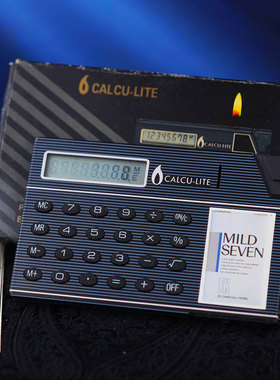 CALCU-LITE
12345678
CALCU-LITE
88888888. M E
CALCU-LITE
MC 7 8 9 ÷ ON/C
MR 4 5 6 × %
M- 1 2 3 - √
M+ 0 · + = OFF
MILD
SEVEN